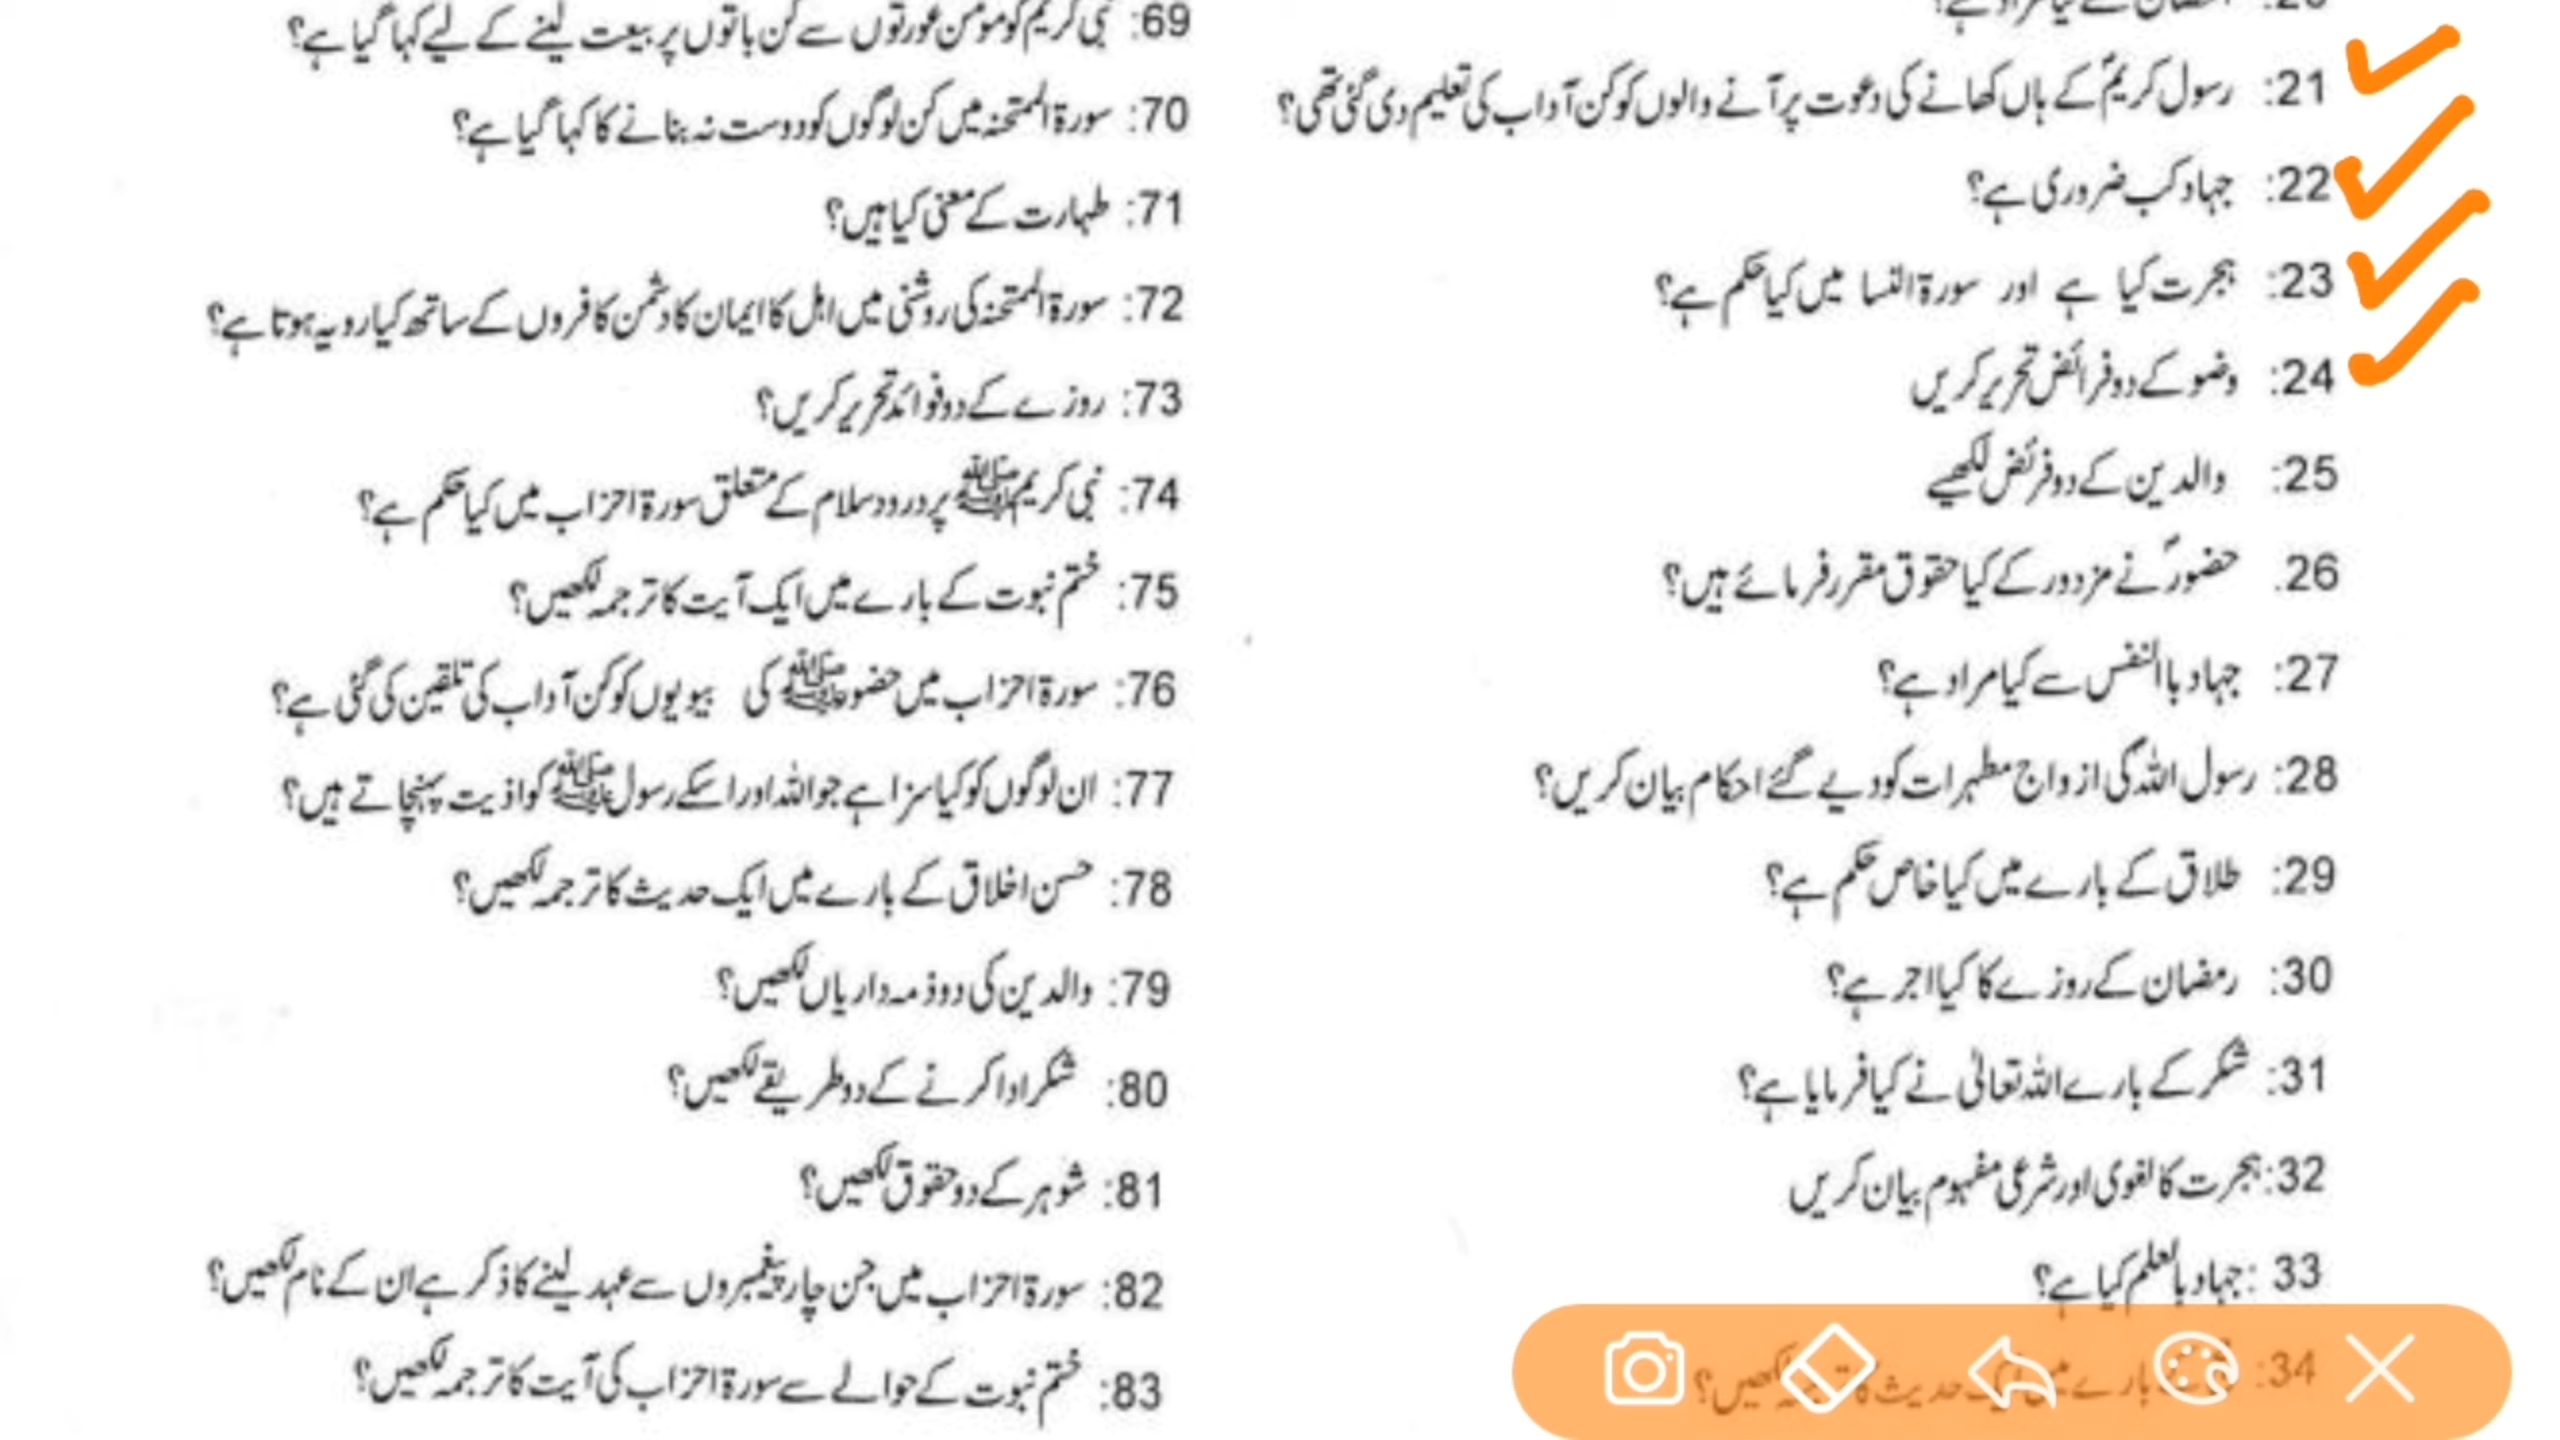 21: رسول کریمؐ کے ہاں کھانے کی دعوت پر آنے والوں کو کن آداب کی تعلیم دی گئی تھی؟
22: جہاد کب ضروری ہے؟
23: ہجرت کیا ہے اور سورۃ النسا میں کیا حکم ہے؟
24: وضو کے دو فرائض تحریر کریں
25: والدین کے دو فرئض لکھیے
26. حضورؐ نے مزدور کے کیا حقوق مقرر فرمائے ہیں؟
27: جہاد باالنفس سے کیا مراد ہے؟
28: رسول اللہ کی ازواج مطہرات کو دیے گئے احکام بیان کریں؟
29: طلاق کے بارے میں کیا خاص حکم ہے؟
30: رمضان کے روزے کا کیا اجر ہے؟
31: شکر کے بارے اللہ تعالیٰ نے کیا فرمایا ہے؟
32: ہجرت کا لغوی اور شرعی مفہوم بیان کریں
33: جہاد بالعلم کیا ہے؟
34: بارے میں ایک حدیث کا لکھیں؟
69: نبی کریم کو مومن عورتوں سے کن باتوں پر بیعت لینے کے لیے کہا گیا ہے؟
70: سورۃ الممتحنہ میں کن لوگوں کو دوست نہ بنانے کا کہا گیا ہے؟
71: طہارت کے معنی کیا ہیں؟
72: سورۃ الممتحنہ کی روشنی میں اہل کا ایمان کا دشمن کافروں کے ساتھ کیا رویہ ہوتا ہے؟
73: روزے کے دو فوائد تحریر کریں؟
74: نبی کریم ﷺ پر درود سلام کے متعلق سورۃ احزاب میں کیا حکم ہے؟
75: ختم نبوت کے بارے میں ایک آیت کا ترجمہ لکھیں؟
76: سورۃ احزاب میں حضور ﷺ کی بیویوں کو کن آداب کی تلقین کی گئی ہے؟
77: ان لوگوں کو کیا سزا ہے جو اللہ اور اسکے رسول ﷺ کو اذیت پہنچاتے ہیں؟
78: حسن اخلاق کے بارے میں ایک حدیث کا ترجمہ لکھیں؟
79: والدین کی دو ذمہ داریاں لکھیں؟
80: شکر ادا کرنے کے دو طریقے لکھیں؟
81: شوہر کے دو حقوق لکھیں؟
82: سورۃ احزاب میں جن چار پیغمبروں سے عہد لینے کا ذکر ہے ان کے نام لکھیں؟
83: ختم نبوت کے حوالے سے سورۃ احزاب کی آیت کا ترجمہ لکھیں؟